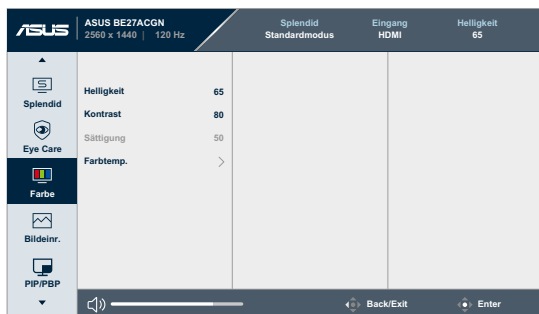 ASUS
ASUS BE27ACGN
2560 x 1440 | 120 Hz
Splendid
Standardmodus
Eingang
HDMI
Helligkeit
65
Splendid
Eye Care
Farbe
Bildeinr.
PIP/PBP
Helligkeit 65
Kontrast 80
Sättigung 50
Farbtemp.
Back/Exit
Enter